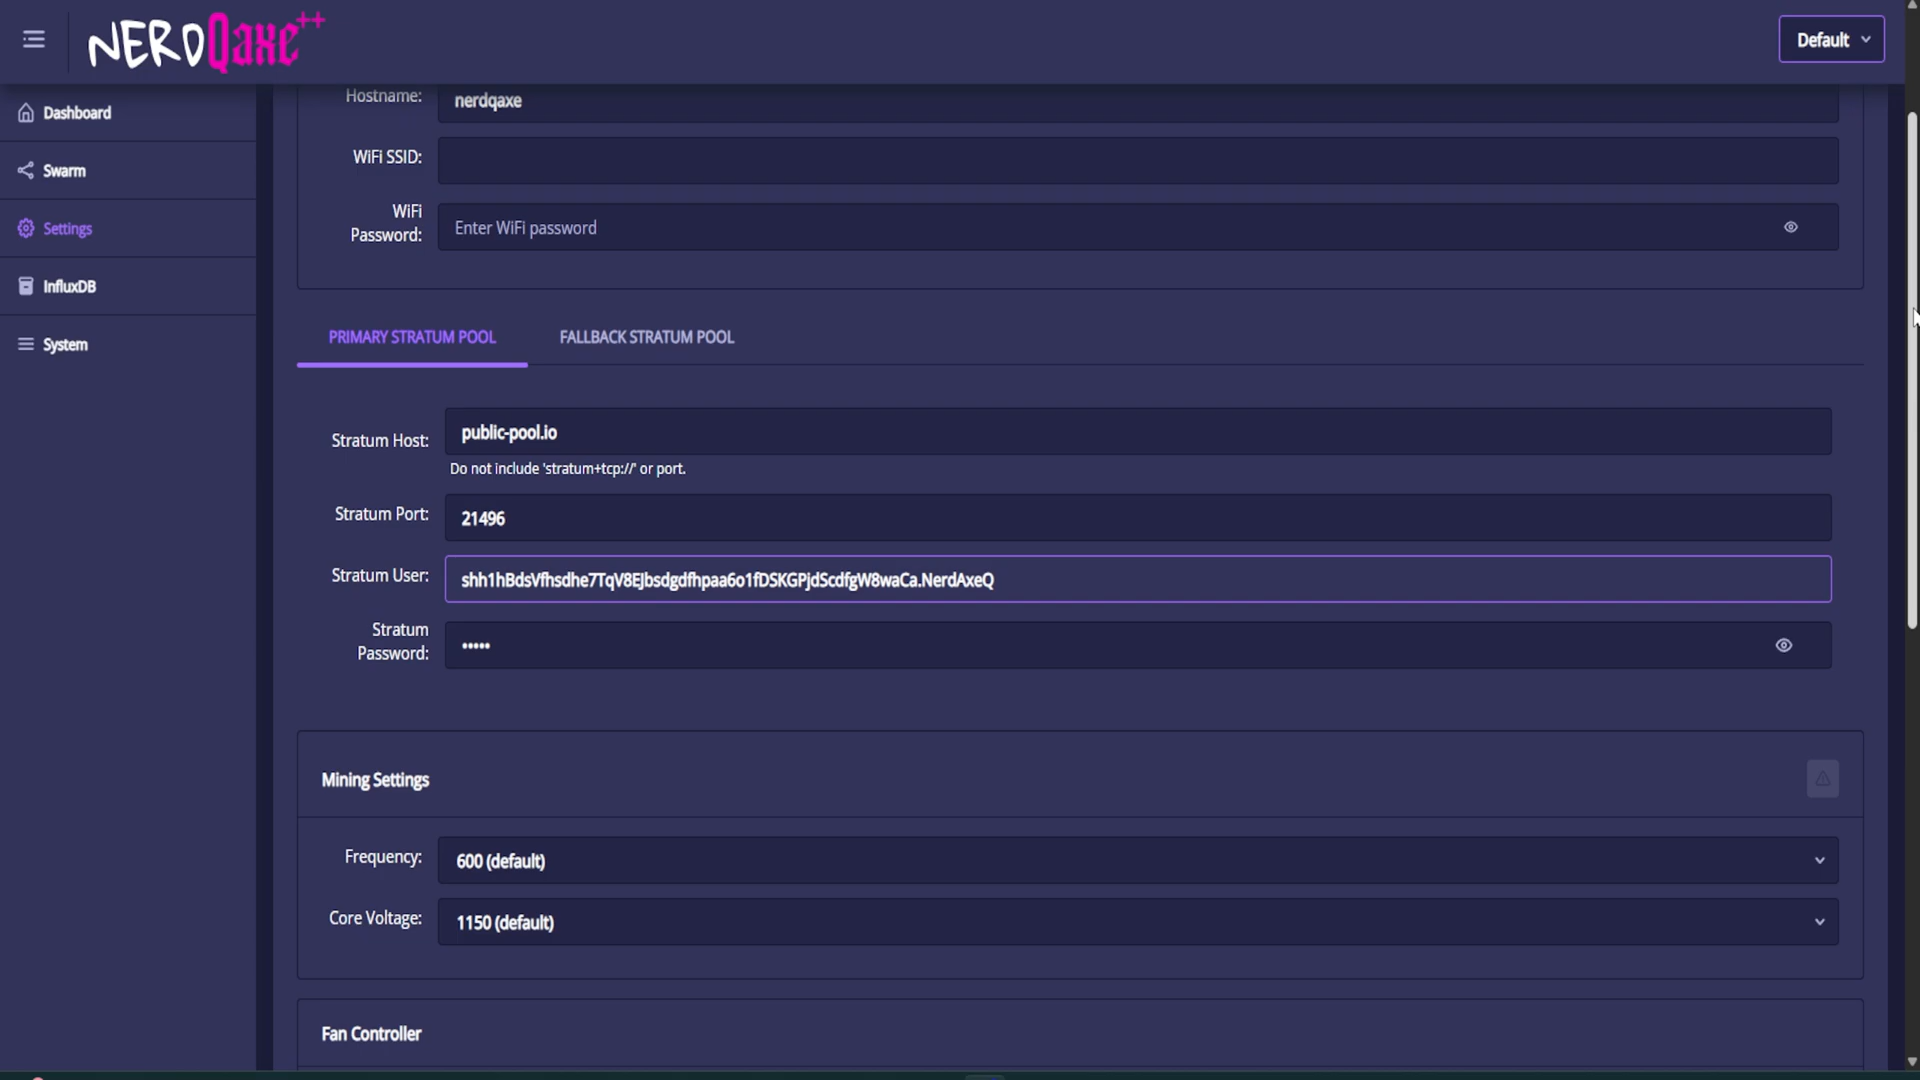 NERDQaxe++
Default
Dashboard
Swarm
Settings
InfluxDB
System
Hostname:
nerdqaxe
WiFi SSID:
WiFi
Password:
Enter WiFi password
PRIMARY STRATUM POOL
FALLBACK STRATUM POOL
Stratum Host:
public-pool.io
Do not include 'stratum+tcp://' or port.
Stratum Port:
21496
Stratum User:
shh1hBdsVfhsdhe7TqV8EJbsdgdfhpaa6o1fDSKGPjdScdfgW8waCa.NerdAxeQ
Stratum
Password:
•••••
Mining Settings
Frequency:
600 (default)
Core Voltage:
1150 (default)
Fan Controller